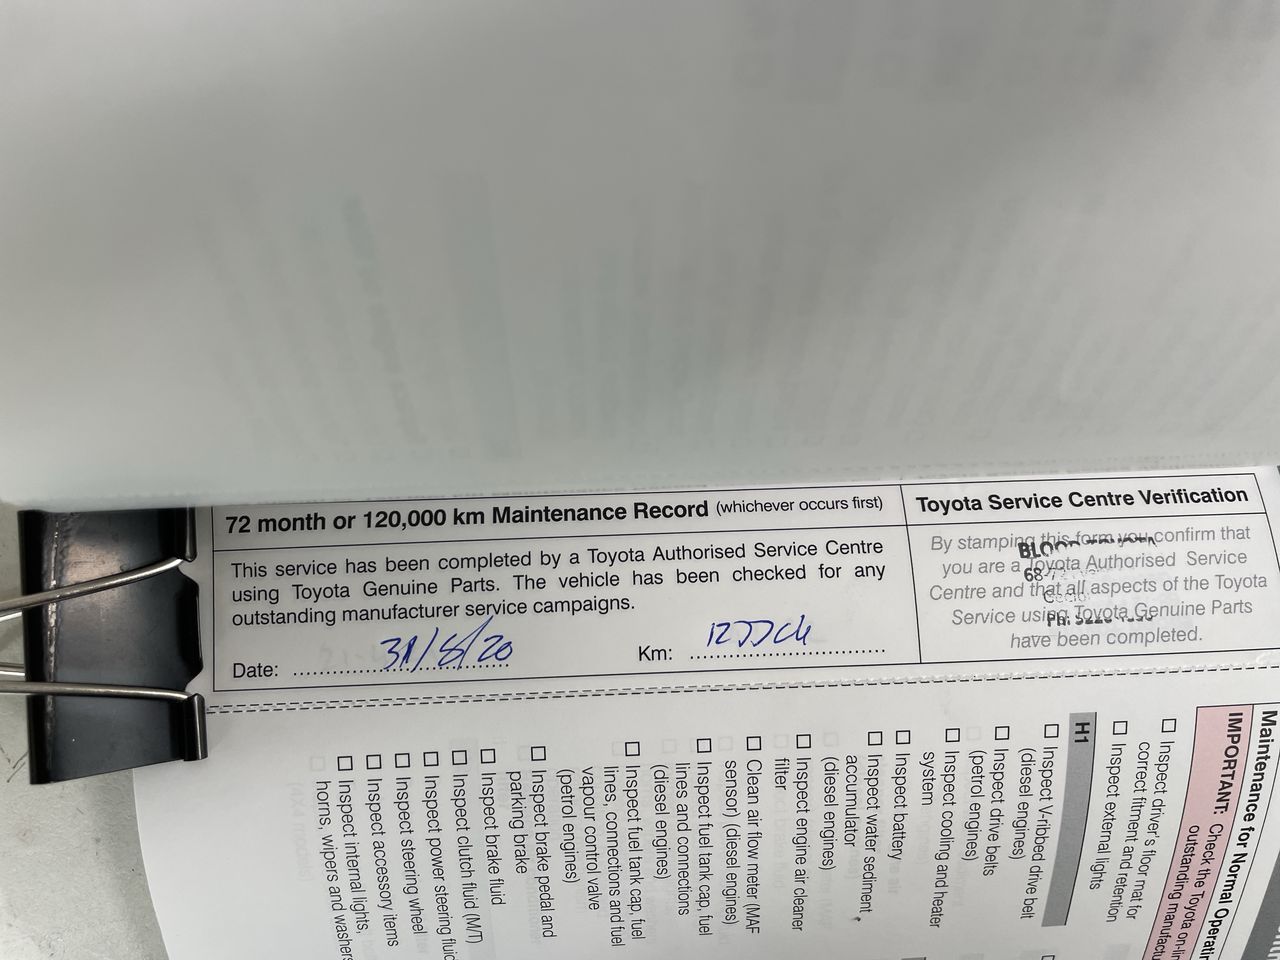 72 month or 120,000 km Maintenance Record (whichever occurs first)
This service has been completed by a Toyota Authorised Service Centre
using Toyota Genuine Parts. The vehicle has been checked for any
outstanding manufacturer service campaigns.
Date: 31/8/20
Km:
Toyota Service Centre Verification
By stamping this form you confirm that
you are a Toyota Authorised Service
Centre and that all aspects of the Toyota
Service using Toyota Genuine Parts
have been completed.
Maintenance for Normal
IMPORTANT: Check the Toyota
outstanding
☐ Inspect driver's floor mat for
correct fitment and retention
☐ Inspect external lights
H1
☐ Inspect V-ribbed drive belt
(diesel engines)
☐ Inspect drive belts
(petrol engines)
☐ Inspect cooling and heater
system
☐ Inspect battery
☐ Inspect water sediment
accumulator
(diesel engines)
☐ Inspect engine air cleaner
filter
☐ Clean air flow meter (MAF
sensor) (diesel engines)
☐ Inspect fuel tank cap, fuel
lines and connections
(diesel engines)
☐ Inspect fuel tank cap, fuel
lines, connections and fuel
vapour control valve
(petrol engines)
☐ Inspect brake pedal and
parking brake
☐ Inspect brake fluid
☐ Inspect clutch fluid (M/T)
☐ Inspect power steering fluid
☐ Inspect steering wheel
☐ Inspect accessory items
☐ Inspect internal lights,
horns, wipers and washers